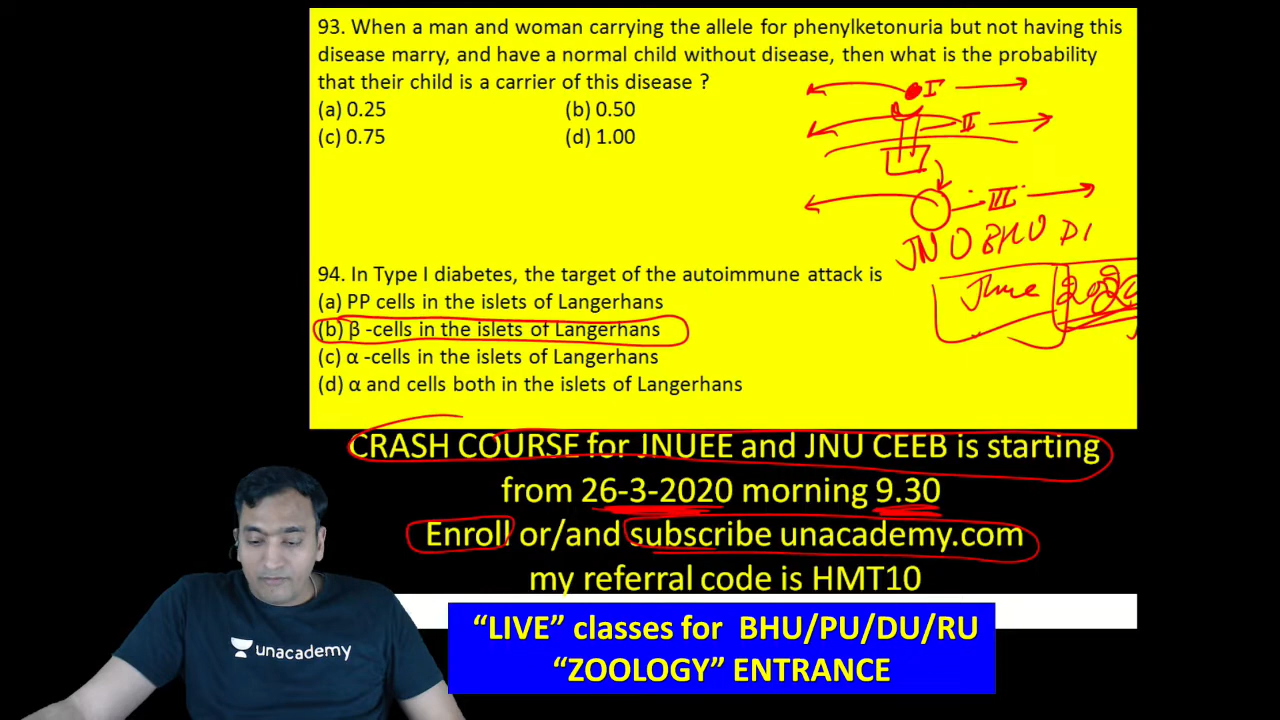 93. When a man and woman carrying the allele for phenylketonuria but not having this
disease marry, and have a normal child without disease, then what is the probability
that their child is a carrier of this disease ?
(a) 0.25 (b) 0.50
(c) 0.75 (d) 1.00
I
II
III
JNU BHU DU
June 2020
94. In Type I diabetes, the target of the autoimmune attack is
(a) PP cells in the islets of Langerhans
(b) β -cells in the islets of Langerhans
(c) α -cells in the islets of Langerhans
(d) α and cells both in the islets of Langerhans
CRASH COURSE for JNUEE and JNU CEEB is starting
from 26-3-2020 morning 9.30
Enroll or/and subscribe unacademy.com
my referral code is HMT10
unacademy
“LIVE” classes for BHU/PU/DU/RU
“ZOOLOGY” ENTRANCE